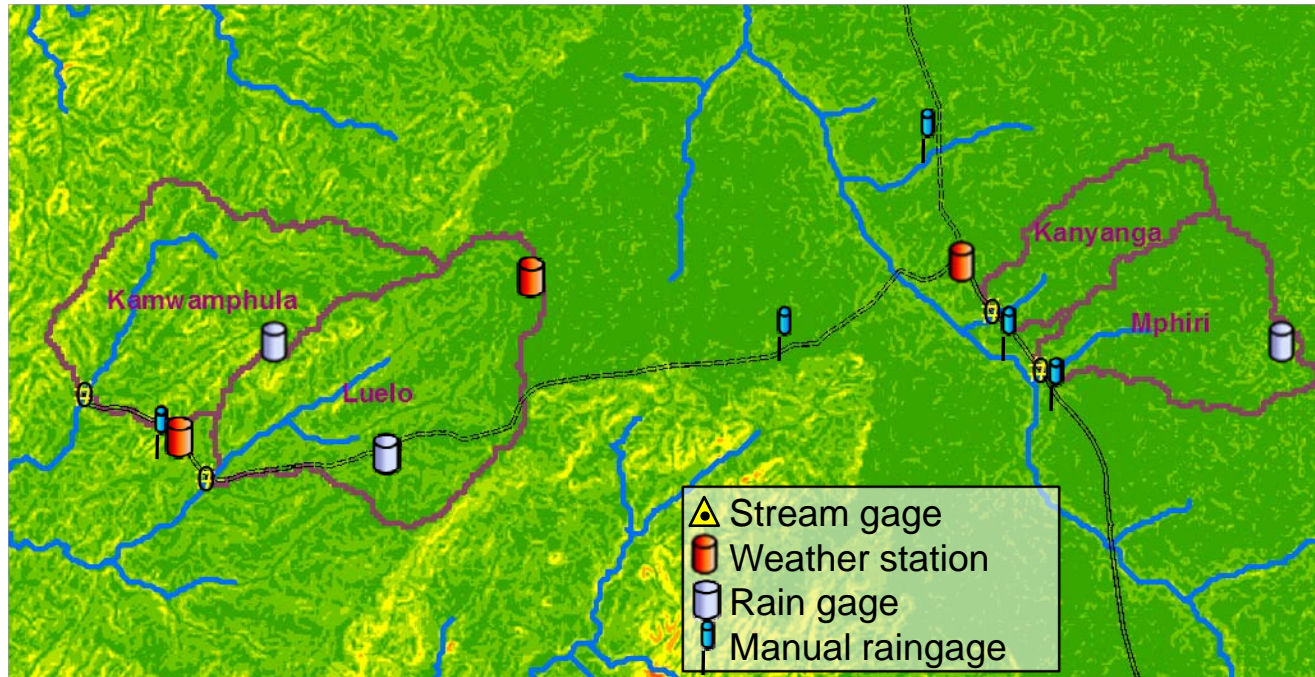 Kanyanga
Kamwamphula
Mphiri
Luelo
Stream gage
Weather station
Rain gage
Manual raingage